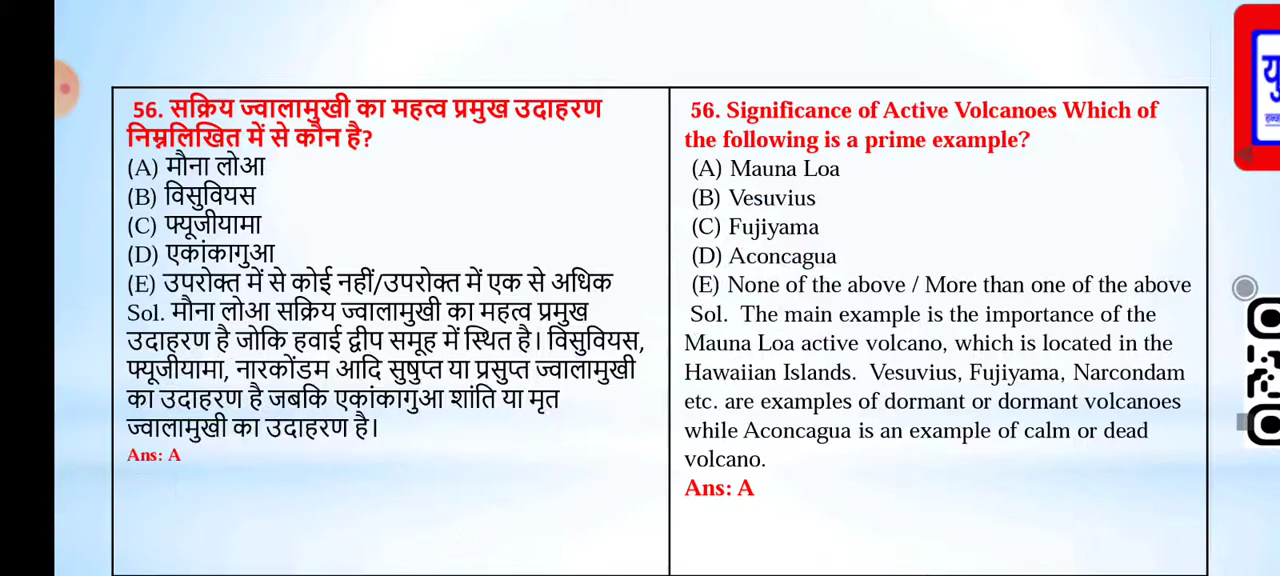 56. सक्रिय ज्वालामुखी का महत्व प्रमुख उदाहरण
निम्नलिखित में से कौन है?
(A) मौना लोआ
(B) विसुवियस
(C) फ्यूजीयामा
(D) एकांकागुआ
(E) उपरोक्त में से कोई नहीं/उपरोक्त में एक से अधिक
Sol. मौना लोआ सक्रिय ज्वालामुखी का महत्व प्रमुख
उदाहरण है जोकि हवाई द्वीप समूह में स्थित है। विसुवियस,
फ्यूजीयामा, नारकोंडम आदि सुषुप्त या प्रसुप्त ज्वालामुखी
का उदाहरण है जबकि एकांकागुआ शांति या मृत
ज्वालामुखी का उदाहरण है।
Ans: A
56. Significance of Active Volcanoes Which of
the following is a prime example?
(A) Mauna Loa
(B) Vesuvius
(C) Fujiyama
(D) Aconcagua
(E) None of the above / More than one of the above
Sol. The main example is the importance of the
Mauna Loa active volcano, which is located in the
Hawaiian Islands. Vesuvius, Fujiyama, Narcondam
etc. are examples of dormant or dormant volcanoes
while Aconcagua is an example of calm or dead
volcano.
Ans: A